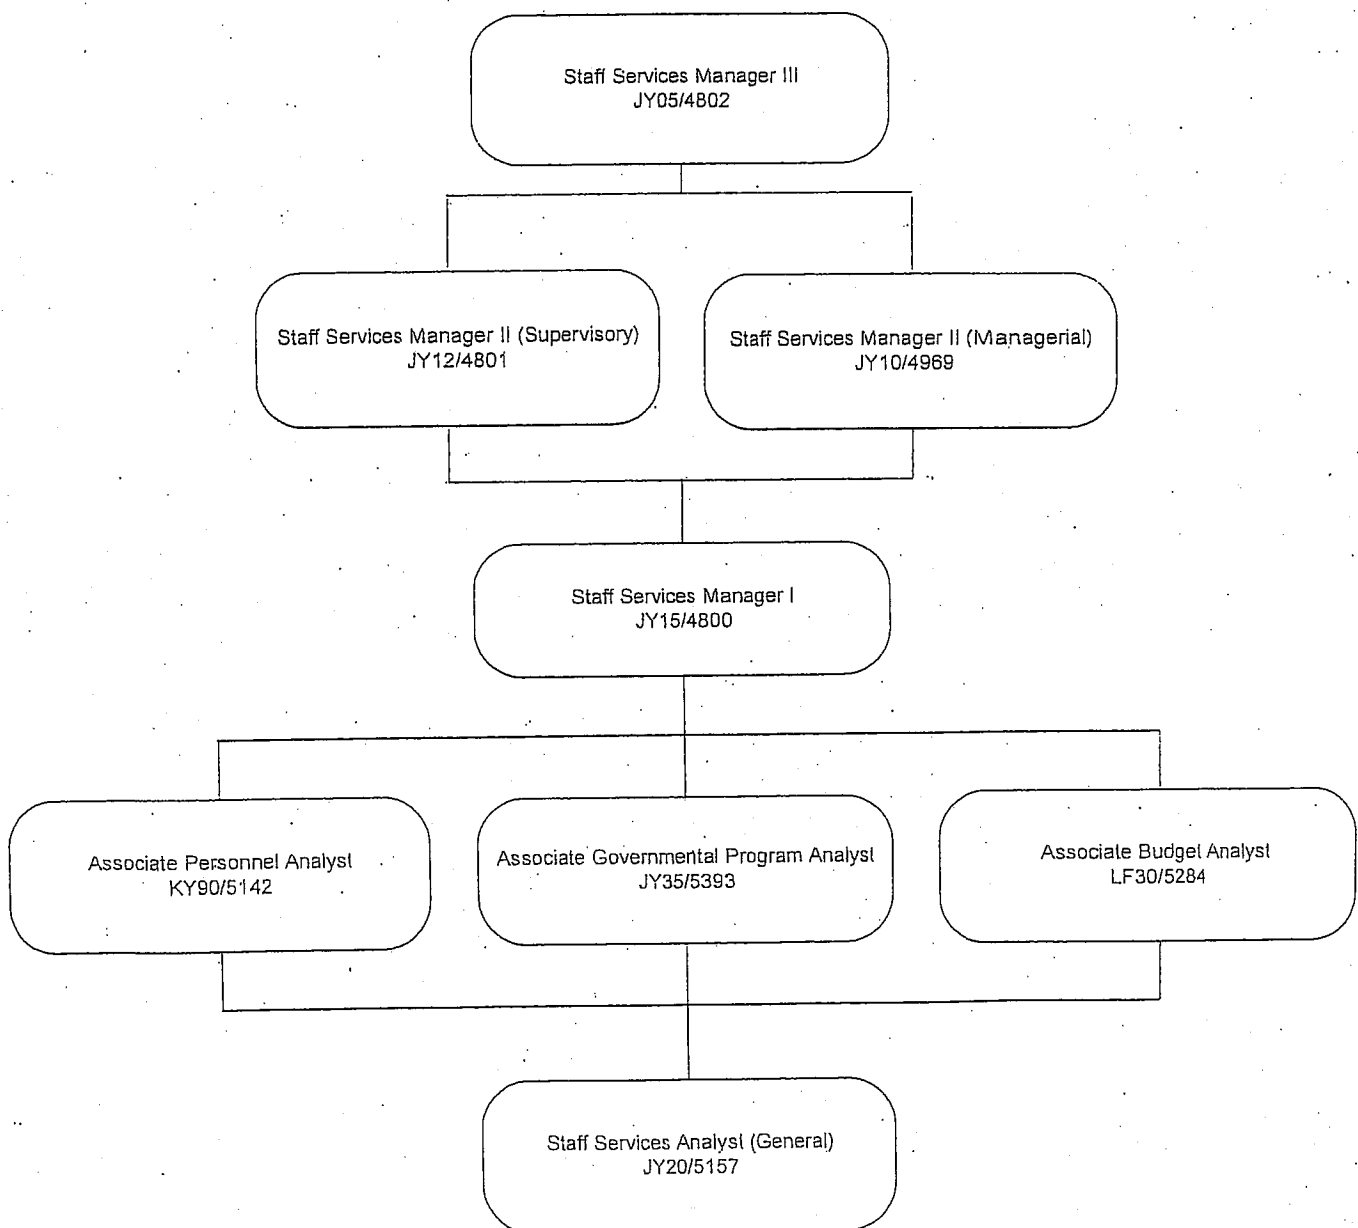 Staff Services Manager III
JY05/4802
Staff Services Manager II (Supervisory)
JY12/4801
Staff Services Manager II (Managerial)
JY10/4969
Staff Services Manager I
JY15/4800
Associate Personnel Analyst
KY90/5142
Associate Governmental Program Analyst
JY35/5393
Associate Budget Analyst
LF30/5284
Staff Services Analyst (General)
JY20/5157